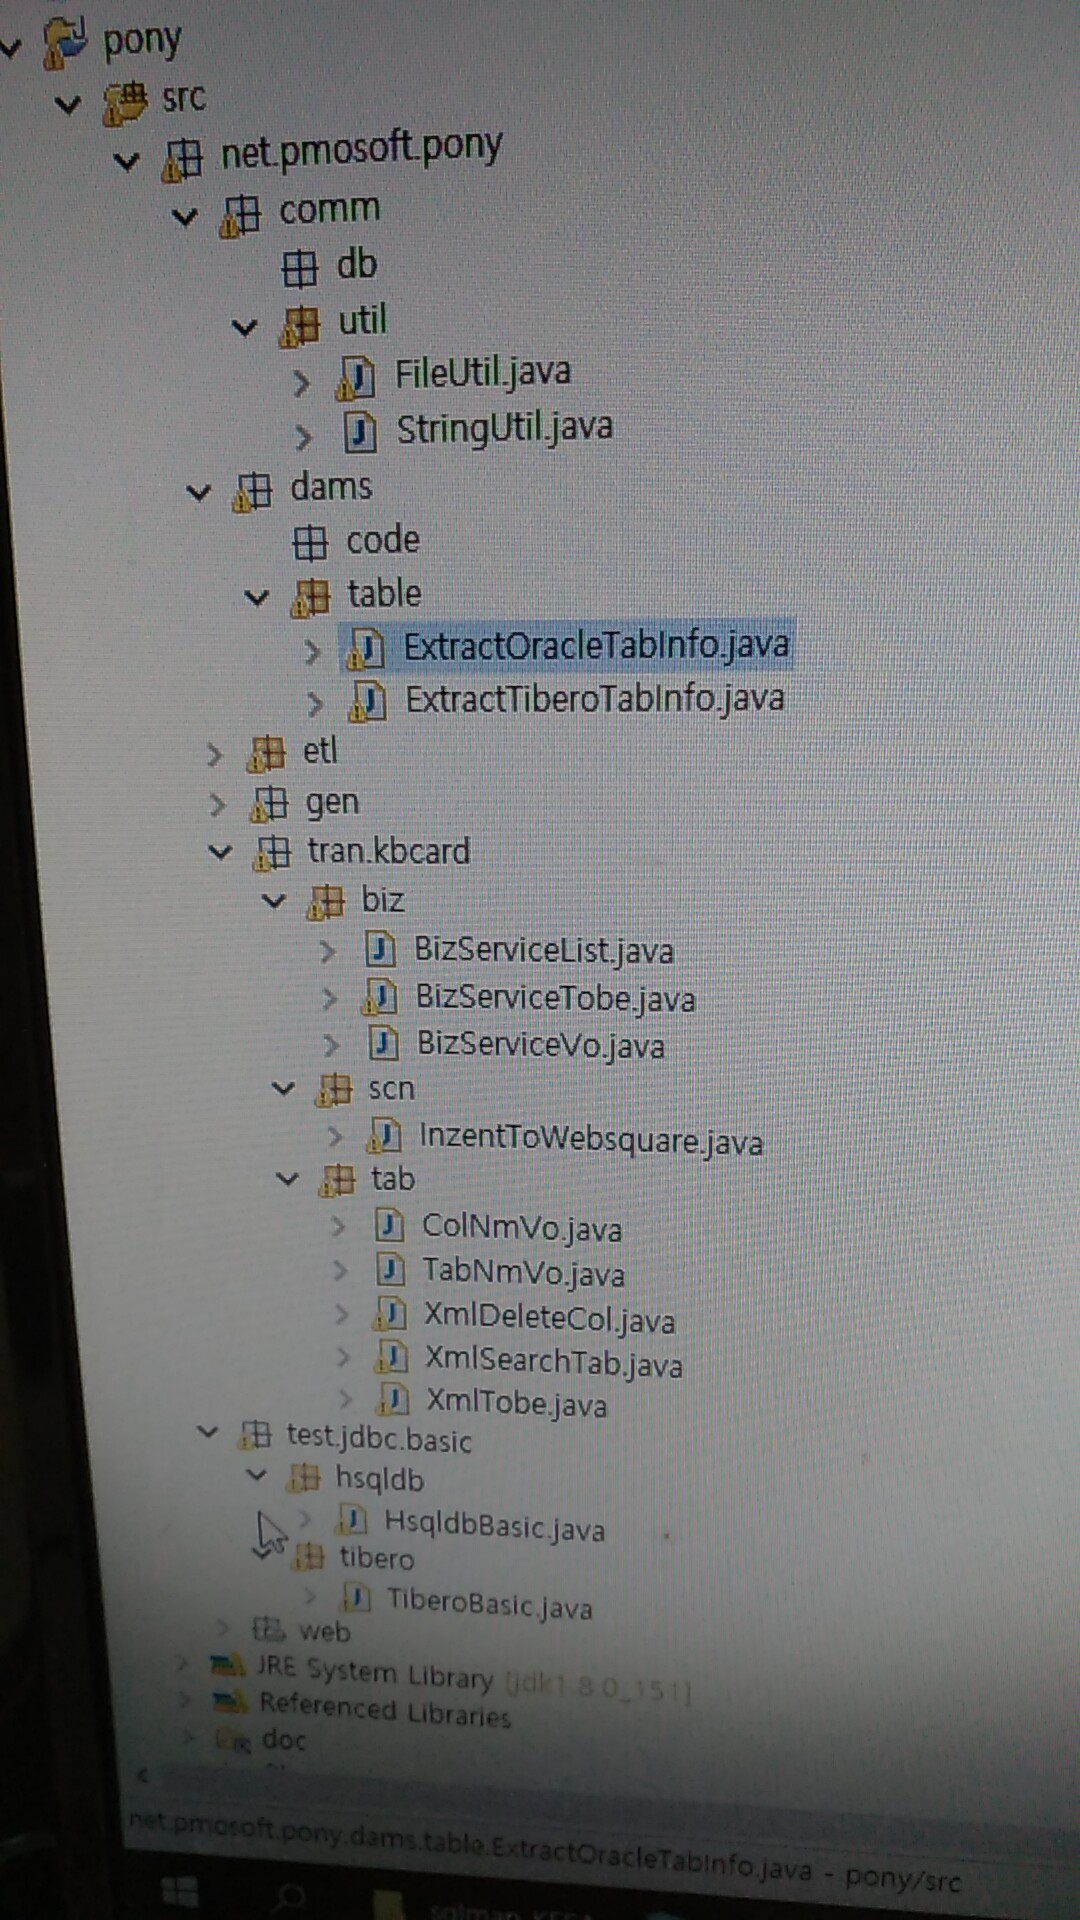 pony
src
net.pmosoft.pony
comm
db
util
FileUtil.java
StringUtil.java
dams
code
table
ExtractOracleTabInfo.java
ExtractTiberoTabInfo.java
etl
gen
tran.kbcard
biz
BizServiceList.java
BizServiceTobe.java
BizServiceVo.java
scn
InzentToWebsquare.java
tab
ColNmVo.java
TabNmVo.java
XmlDeleteCol.java
XmlSearchTab.java
XmlTobe.java
test.jdbc.basic
hsqldb
HsqldbBasic.java
tibero
TiberoBasic.java
web
JRE System Library [jdk1.8.0_151]
Referenced Libraries
doc
net.pmosoft.pony.dams.table.ExtractOracleTabInfo.java - pony/src